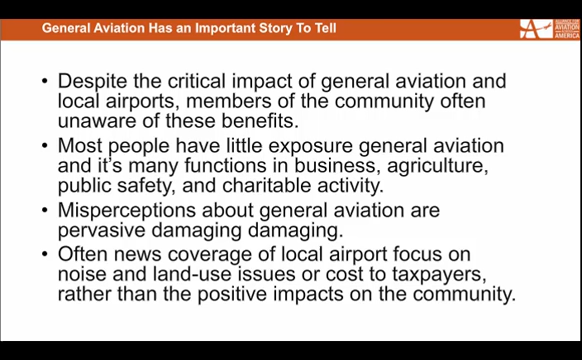 General Aviation Has an Important Story To Tell
AVIATION
AMERICA
• Despite the critical impact of general aviation and
local airports, members of the community often
unaware of these benefits.
• Most people have little exposure general aviation
and it's many functions in business, agriculture,
public safety, and charitable activity.
• Misperceptions about general aviation are
pervasive damaging damaging.
• Often news coverage of local airport focus on
noise and land-use issues or cost to taxpayers,
rather than the positive impacts on the community.